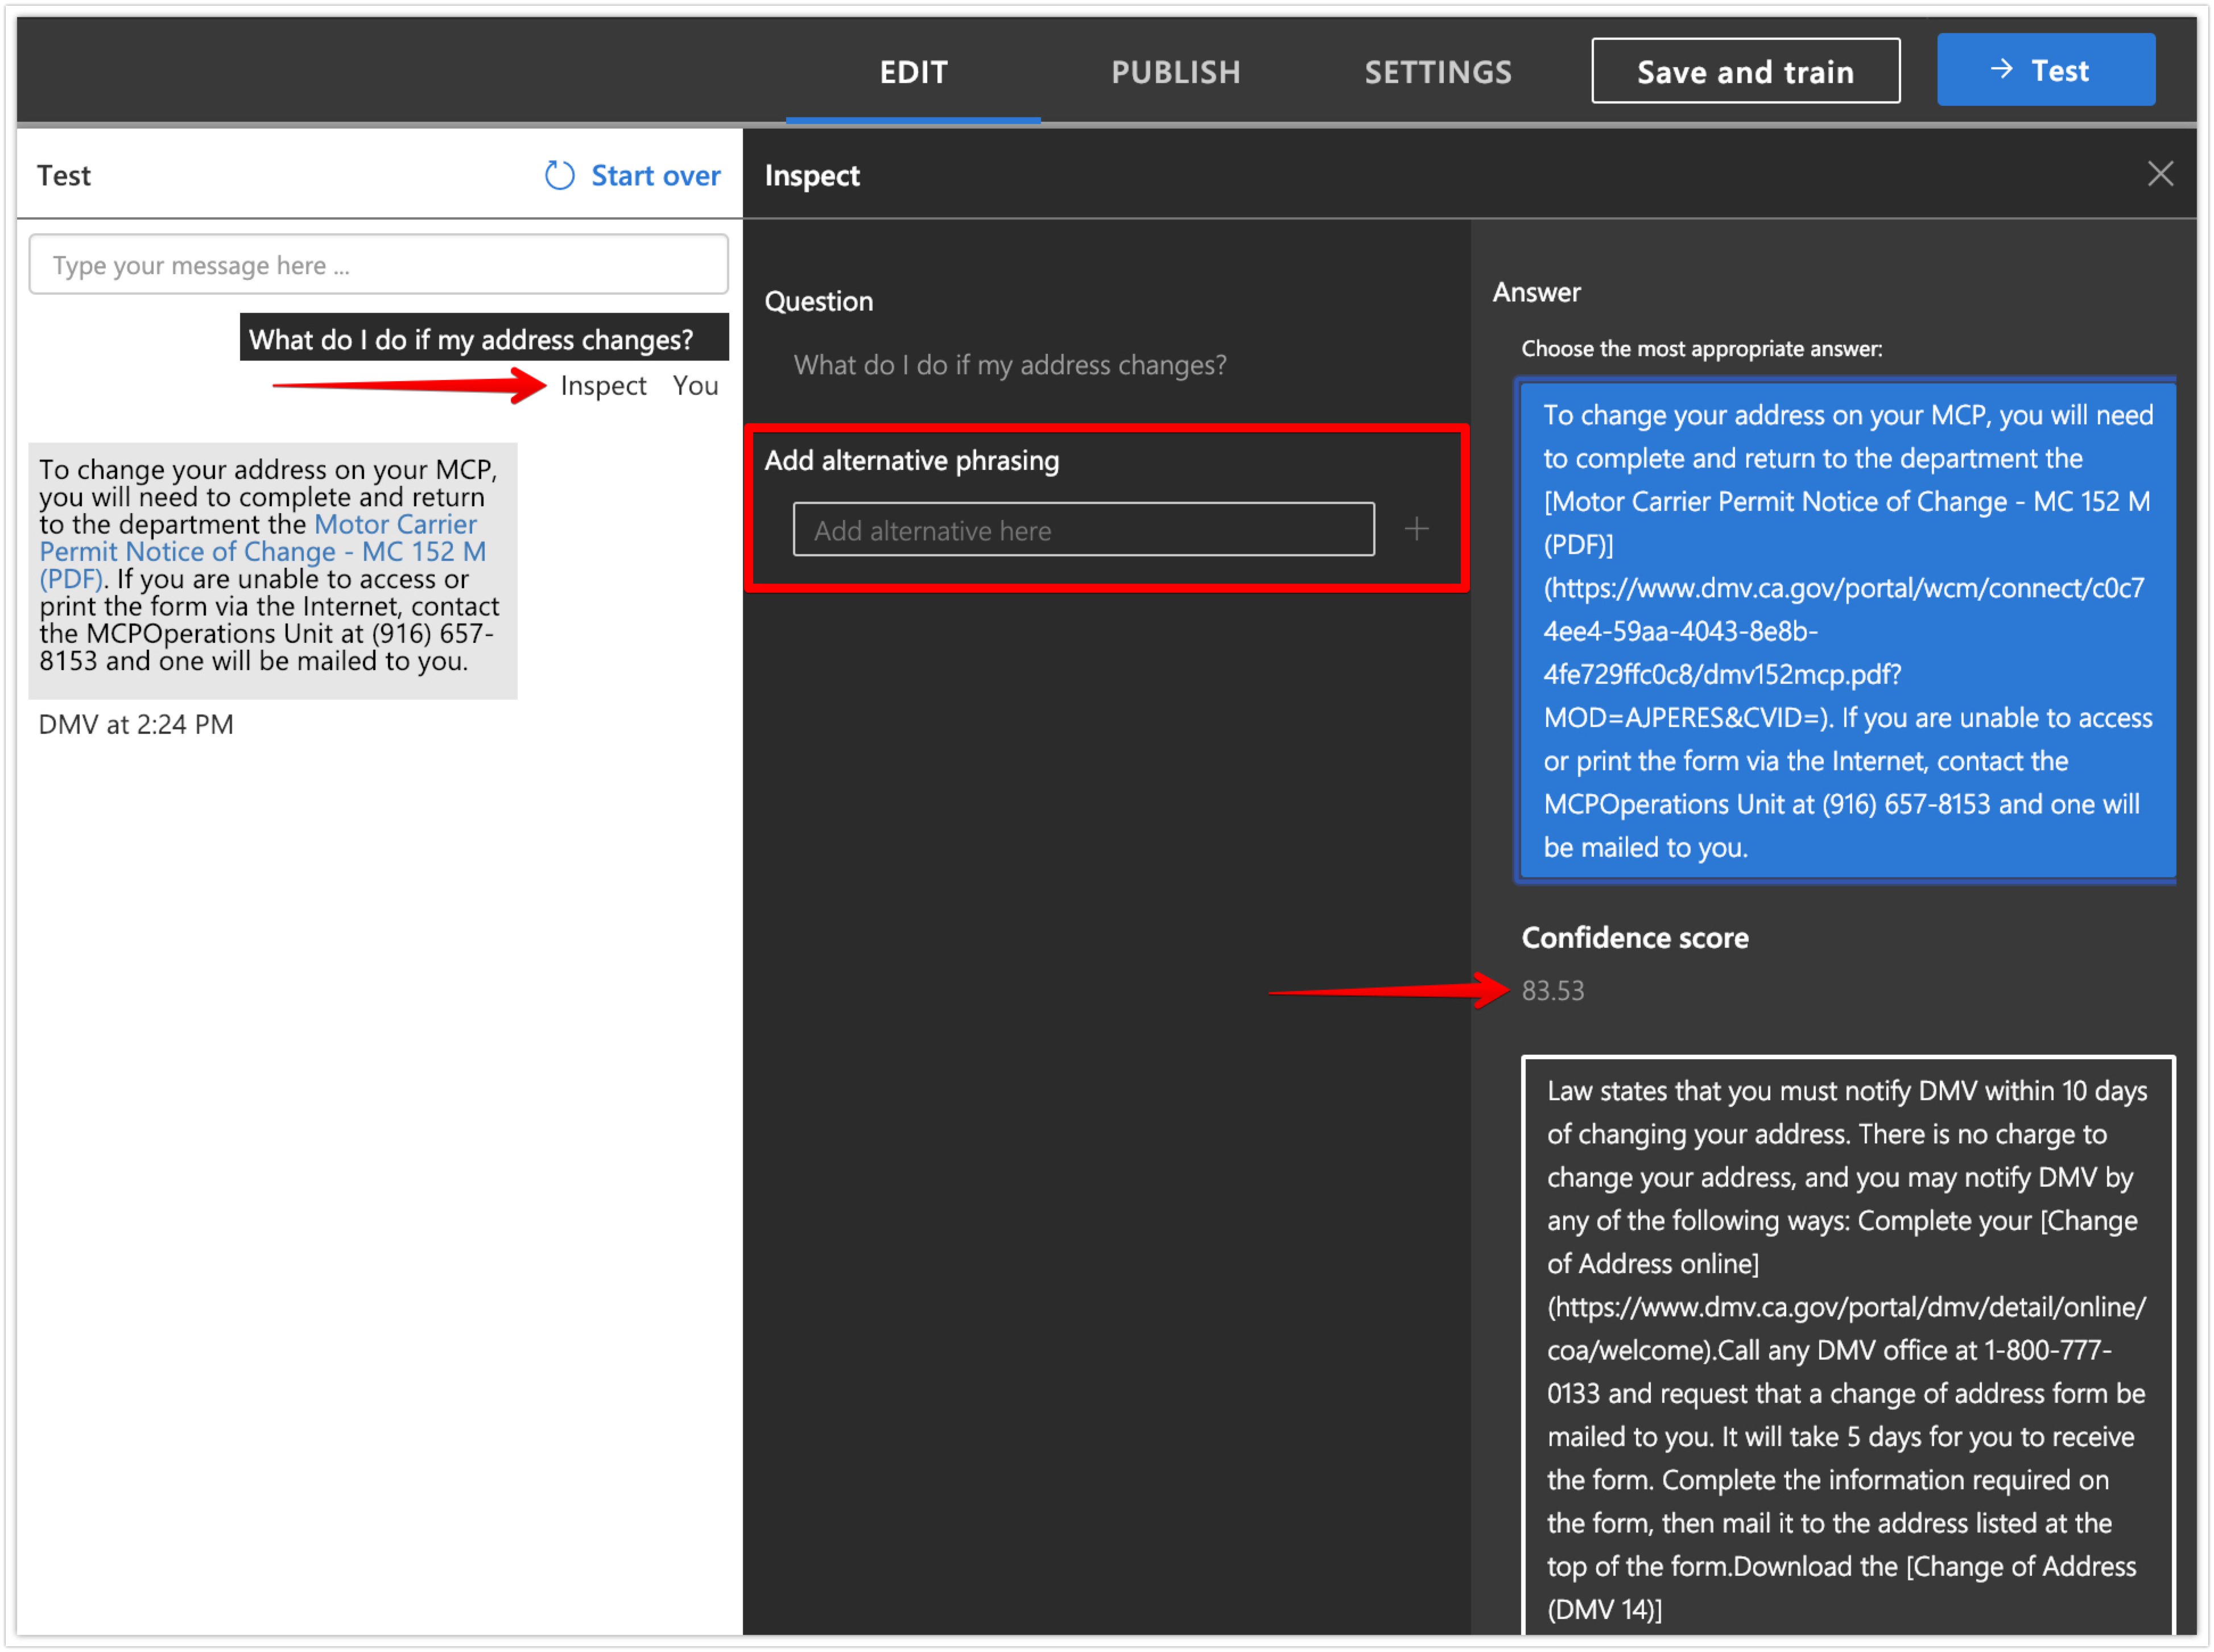 EDIT
PUBLISH
SETTINGS
Save and train
Test
Test
Start over
Type your message here ...
What do I do if my address changes?
Inspect You
To change your address on your MCP,
you will need to complete and return
to the department the Motor Carrier
Permit Notice of Change - MC 152 M
(PDF). If you are unable to access or
print the form via the Internet, contact
the MCPOperations Unit at (916) 657-
8153 and one will be mailed to you.
DMV at 2:24 PM
Inspect
Question
What do I do if my address changes?
Add alternative phrasing
Add alternative here
Answer
Choose the most appropriate answer:
To change your address on your MCP, you will need
to complete and return to the department the
[Motor Carrier Permit Notice of Change - MC 152 M
(PDF)]
(https://www.dmv.ca.gov/portal/wcm/connect/c0c7
4ee4-59aa-4043-8e8b-
4fe729ffc0c8/dmv152mcp.pdf?
MOD=AJPERES&CVID=). If you are unable to access
or print the form via the Internet, contact the
MCPOperations Unit at (916) 657-8153 and one will
be mailed to you.
Confidence score
83.53
Law states that you must notify DMV within 10 days
of changing your address. There is no charge to
change your address, and you may notify DMV by
any of the following ways: Complete your [Change
of Address online]
(https://www.dmv.ca.gov/portal/dmv/detail/online/
coa/welcome).Call any DMV office at 1-800-777-
0133 and request that a change of address form be
mailed to you. It will take 5 days for you to receive
the form. Complete the information required on
the form, then mail it to the address listed at the
top of the form.Download the [Change of Address
(DMV 14)]